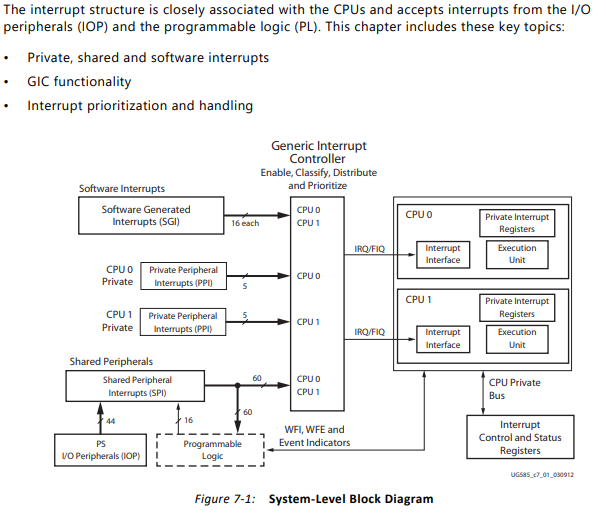 The interrupt structure is closely associated with the CPUs and accepts interrupts from the I/O
peripherals (IOP) and the programmable logic (PL). This chapter includes these key topics:
• Private, shared and software interrupts
• GIC functionality
• Interrupt prioritization and handling
Generic Interrupt
Controller
Enable, Classify, Distribute
and Prioritize
Software Interrupts
Software Generated
Interrupts (SGI)
16 each
CPU 0
CPU 1
CPU 0
Private
Private Peripheral
Interrupts (PPI)
5
CPU 0
CPU 1
Private
Private Peripheral
Interrupts (PPI)
5
CPU 1
Shared Peripherals
Shared Peripheral
Interrupts (SPI)
60
CPU 0
CPU 1
44
16
60
PS
I/O Peripherals (IOP)
Programmable
Logic
WFI, WFE and
Event Indicators
IRQ/FIQ
CPU 0
Private Interrupt
Registers
Interrupt
Interface
Execution
Unit
IRQ/FIQ
CPU 1
Private Interrupt
Registers
Interrupt
Interface
Execution
Unit
CPU Private
Bus
Interrupt
Control and Status
Registers
UG585_c7_01_030912
Figure 7-1: System-Level Block Diagram